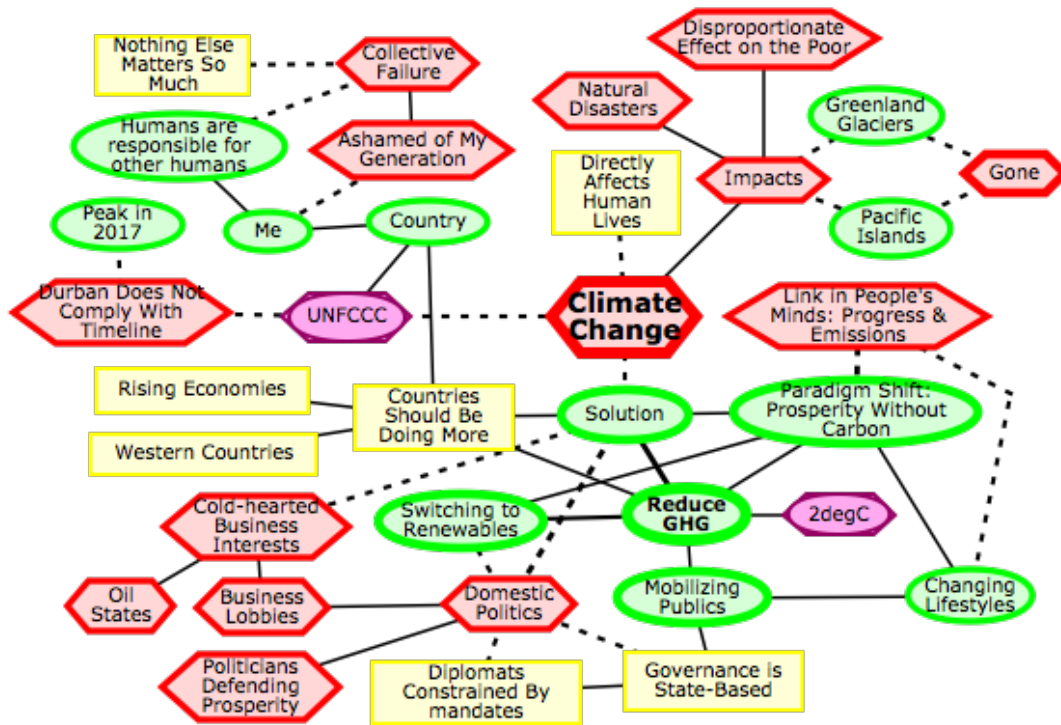 Nothing Else
Matters So
Much
Collective
Failure
Disproportionate
Effect on the Poor
Natural
Disasters
Greenland
Glaciers
Humans are
responsible for
other humans
Ashamed of My
Generation
Directly
Affects
Human
Lives
Impacts
Gone
Peak in
2017
Me
Country
Pacific
Islands
Durban Does Not
Comply With
Timeline
UNFCCC
Climate
Change
Link in People's
Minds: Progress &
Emissions
Rising Economies
Countries
Should Be
Doing More
Solution
Paradigm Shift:
Prosperity Without
Carbon
Western Countries
Cold-hearted
Business
Interests
Switching to
Renewables
Reduce
GHG
2degC
Oil
States
Business
Lobbies
Domestic
Politics
Mobilizing
Publics
Changing
Lifestyles
Politicians
Defending
Prosperity
Diplomats
Constrained By
mandates
Governance is
State-Based